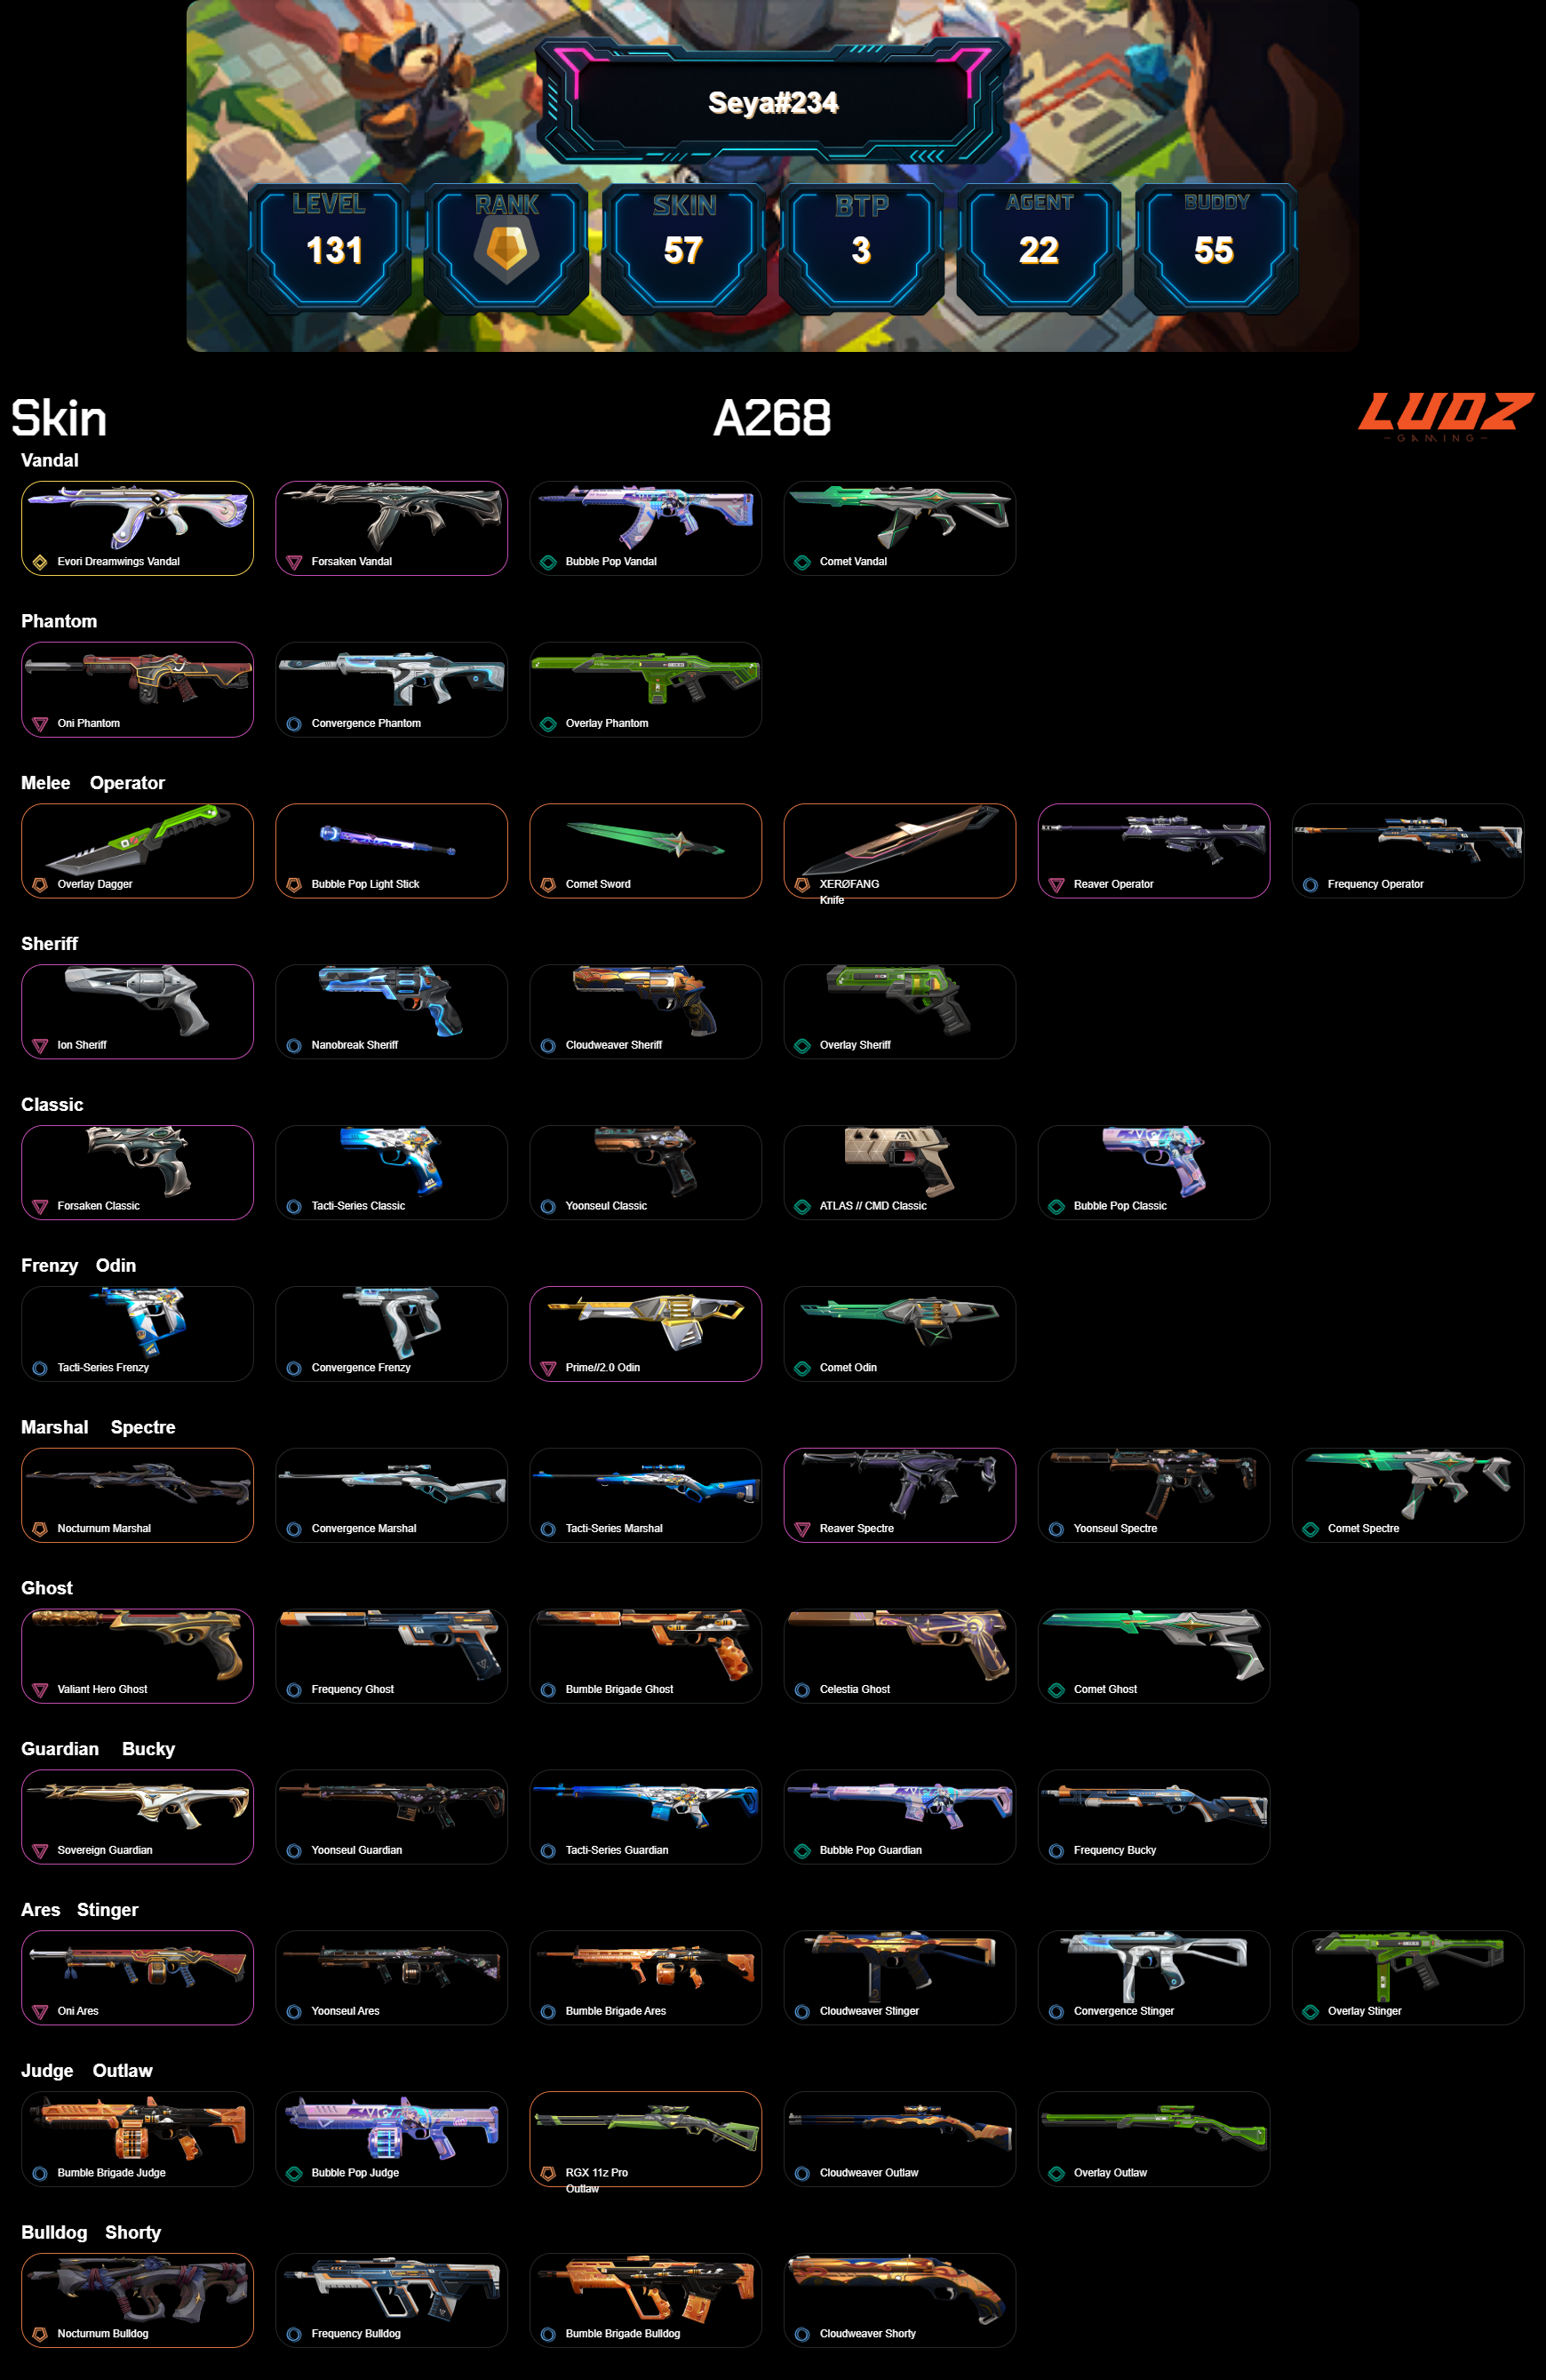 Seya#234
LEVEL
RANK
SKIN
BTP
AGENT
BUDDY
131
57
3
22
55
Skin
A268
LUDZ
GAMING
Vandal
Evori Dreamwings Vandal
Forsaken Vandal
Bubble Pop Vandal
Comet Vandal
Phantom
Oni Phantom
Convergence Phantom
Overlay Phantom
Melee Operator
Overlay Dagger
Bubble Pop Light Stick
Comet Sword
XERØFANG
Knife
Reaver Operator
Frequency Operator
Sheriff
Ion Sheriff
Nanobreak Sheriff
Cloudweaver Sheriff
Overlay Sheriff
Classic
Forsaken Classic
Tacti-Series Classic
Yoonseul Classic
ATLAS // CMD Classic
Bubble Pop Classic
Frenzy Odin
Tacti-Series Frenzy
Convergence Frenzy
Prime//2.0 Odin
Comet Odin
Marshal Spectre
Nocturnum Marshal
Convergence Marshal
Tacti-Series Marshal
Reaver Spectre
Yoonseul Spectre
Comet Spectre
Ghost
Valiant Hero Ghost
Frequency Ghost
Bumble Brigade Ghost
Celestia Ghost
Comet Ghost
Guardian Bucky
Sovereign Guardian
Yoonseul Guardian
Tacti-Series Guardian
Bubble Pop Guardian
Frequency Bucky
Ares Stinger
Oni Ares
Yoonseul Ares
Bumble Brigade Ares
Cloudweaver Stinger
Convergence Stinger
Overlay Stinger
Judge Outlaw
Bumble Brigade Judge
Bubble Pop Judge
RGX 11z Pro
Outlaw
Cloudweaver Outlaw
Overlay Outlaw
Bulldog Shorty
Nocturnum Bulldog
Frequency Bulldog
Bumble Brigade Bulldog
Cloudweaver Shorty